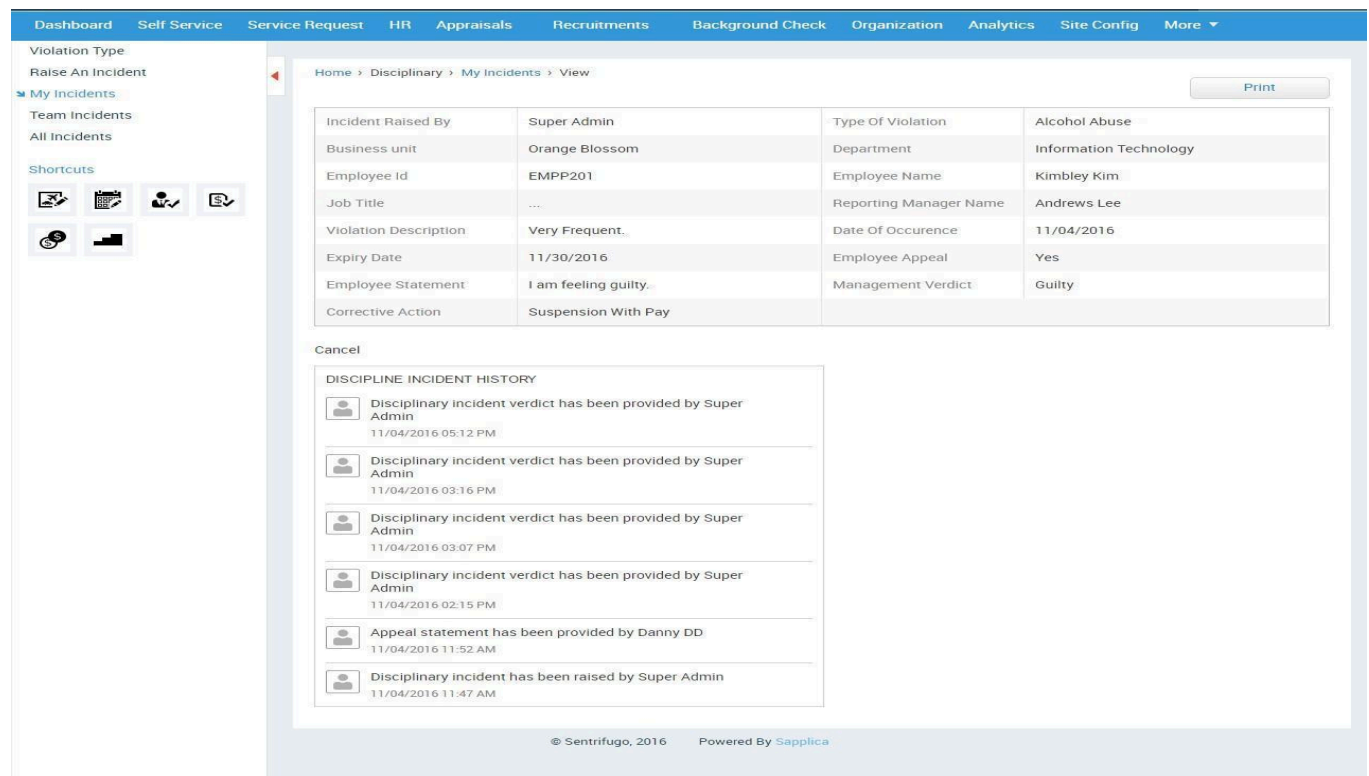 Dashboard Self Service Service Request HR Appraisals Recruitments Background Check Organization Analytics Site Config More
Violation Type
Raise An Incident
My Incidents
Team Incidents
All Incidents
Shortcuts
Home > Disciplinary > My Incidents > View
Print
Incident Raised By Super Admin Type Of Violation Alcohol Abuse
Business unit Orange Blossom Department Information Technology
Employee Id EMPP201 Employee Name Kimbley Kim
Job Title ... Reporting Manager Name Andrews Lee
Violation Description Very Frequent. Date Of Occurence 11/04/2016
Expiry Date 11/30/2016 Employee Appeal Yes
Employee Statement I am feeling guilty. Management Verdict Guilty
Corrective Action Suspension With Pay
Cancel
DISCIPLINE INCIDENT HISTORY
Disciplinary incident verdict has been provided by Super
Admin
11/04/2016 05:12 PM
Disciplinary incident verdict has been provided by Super
Admin
11/04/2016 03:16 PM
Disciplinary incident verdict has been provided by Super
Admin
11/04/2016 03:07 PM
Disciplinary incident verdict has been provided by Super
Admin
11/04/2016 02:15 PM
Appeal statement has been provided by Danny DD
11/04/2016 11:52 AM
Disciplinary incident has been raised by Super Admin
11/04/2016 11:47 AM
© Sentrifugo, 2016 Powered By Sapplica